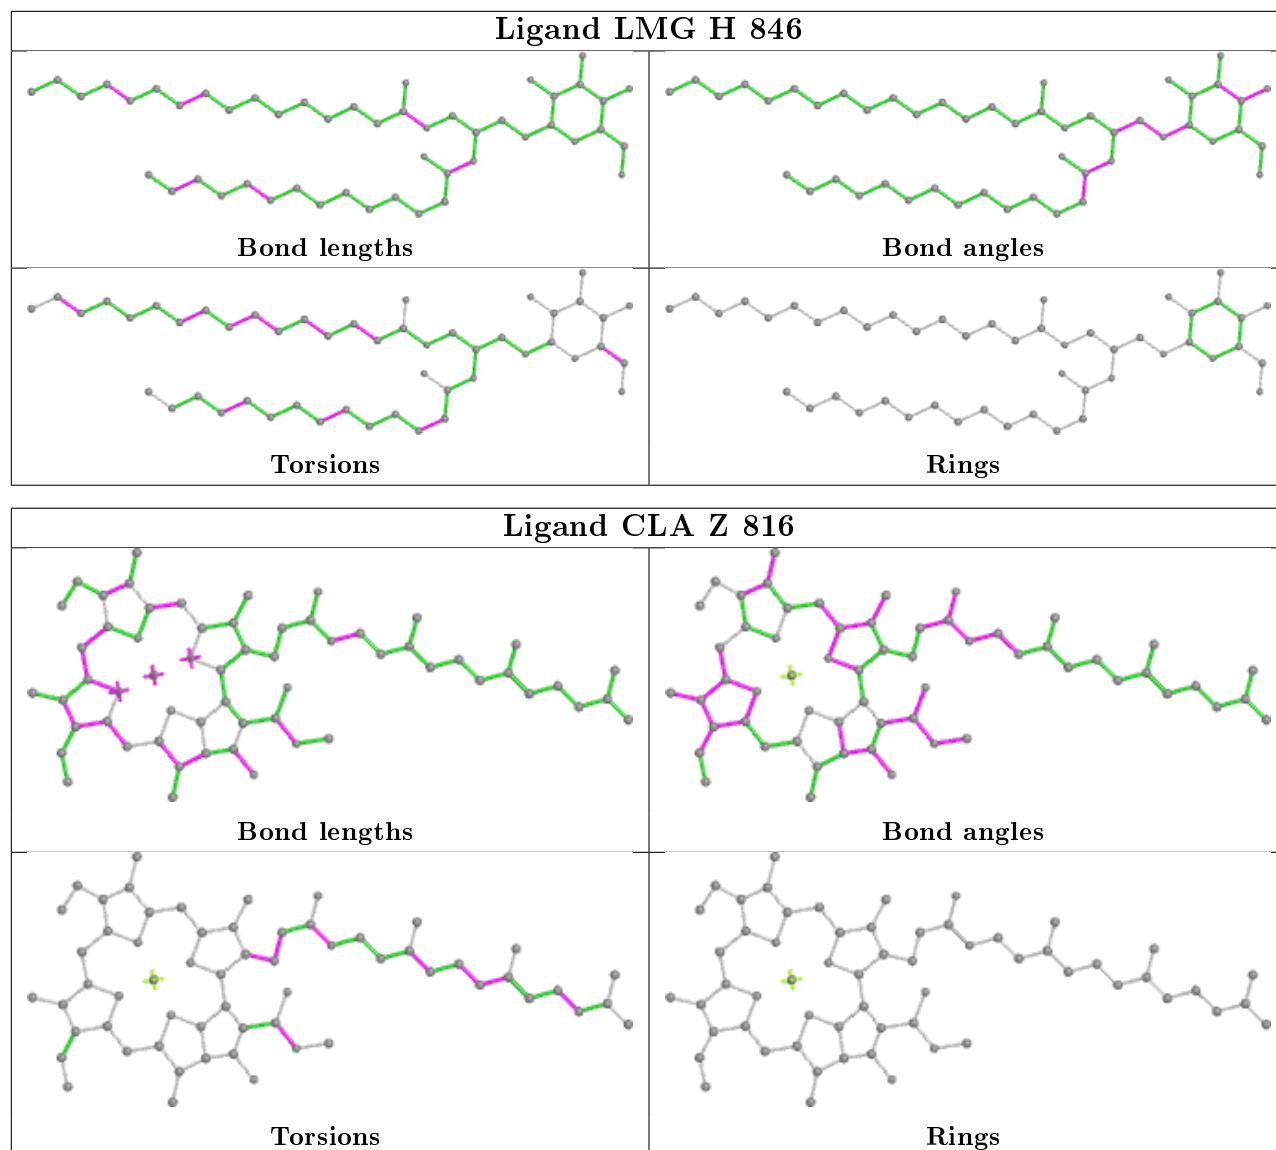 Ligand LMG H 846
Bond lengths
Bond angles
Torsions
Rings
Ligand CLA Z 816
Bond lengths
Bond angles
Torsions
Rings